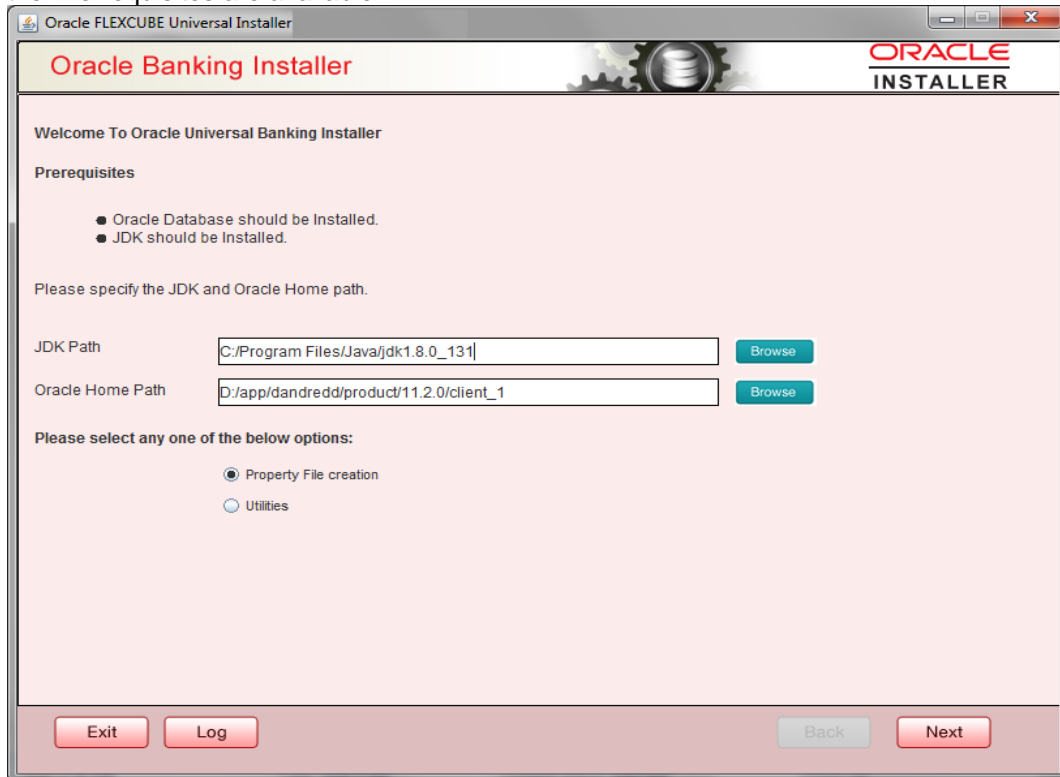 Oracle FLEXCUBE Universal Installer
Oracle Banking Installer
ORACLE
INSTALLER
Welcome To Oracle Universal Banking Installer
Prerequisites
Oracle Database should be Installed.
JDK should be Installed.
Please specify the JDK and Oracle Home path.
JDK Path C:/Program Files/Java/jdk1.8.0_131 Browse
Oracle Home Path D:/app/dandredd/product/11.2.0/client_1 Browse
Please select any one of the below options:
Property File creation
Utilities
Exit Log Back Next